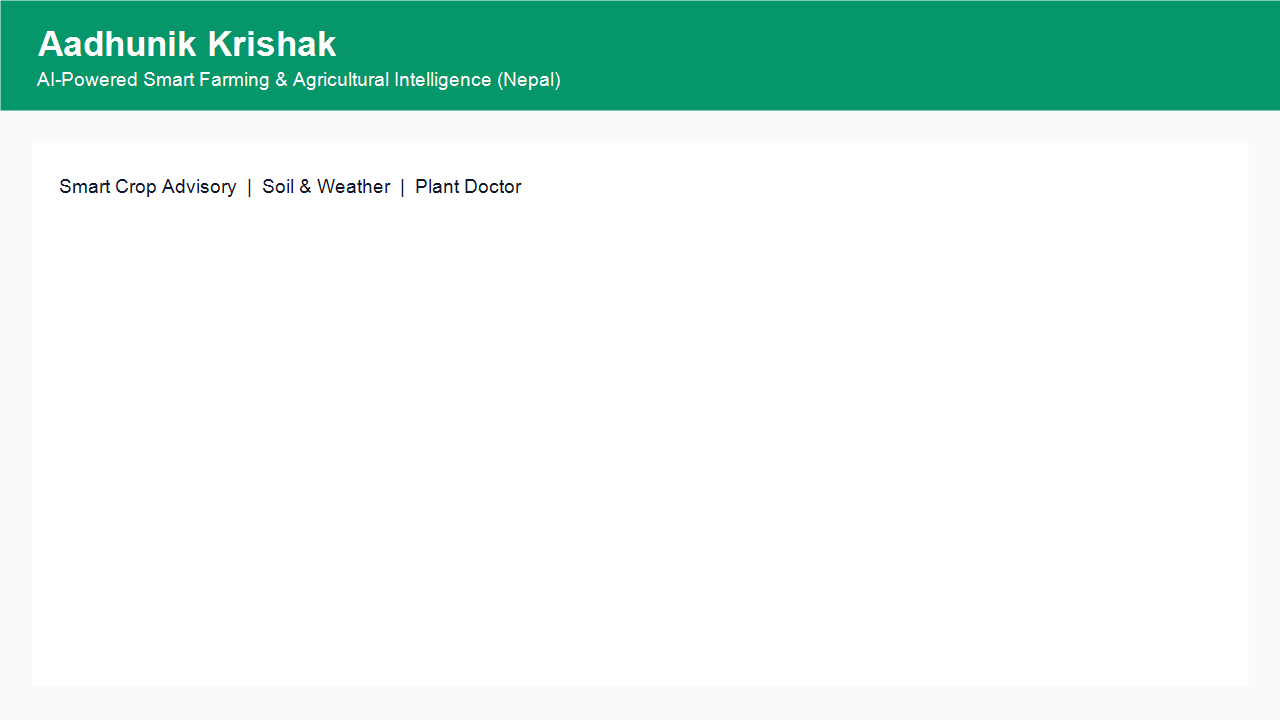 Aadhunik Krishak
AI-Powered Smart Farming & Agricultural Intelligence (Nepal)
Smart Crop Advisory | Soil & Weather | Plant Doctor